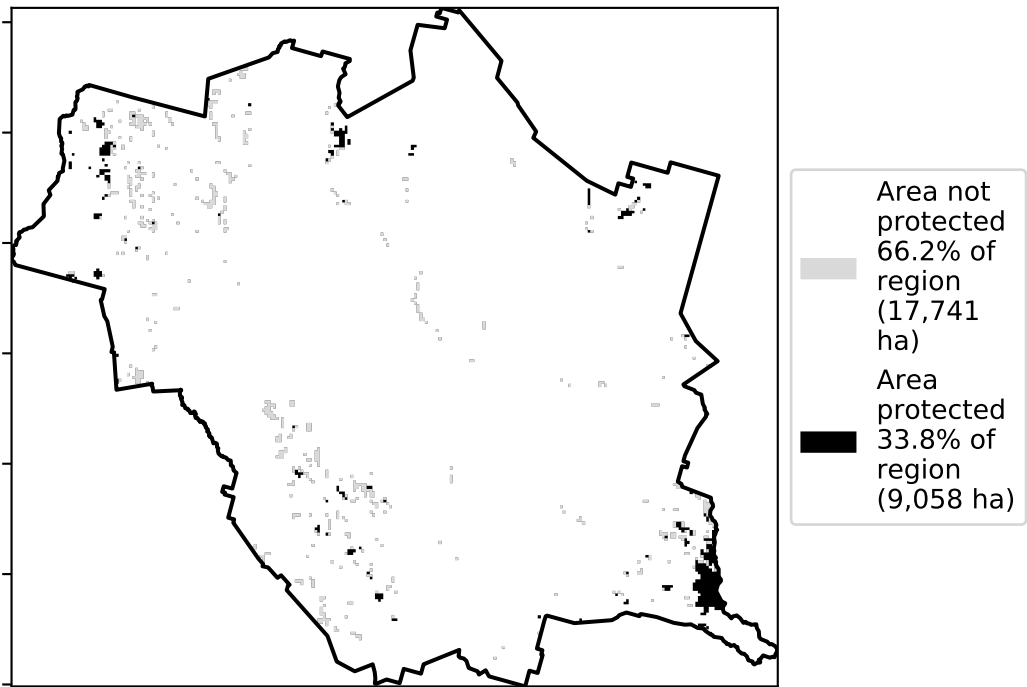 Area not
protected
66.2% of
region
(17,741
ha)
Area
protected
33.8% of
region
(9,058 ha)